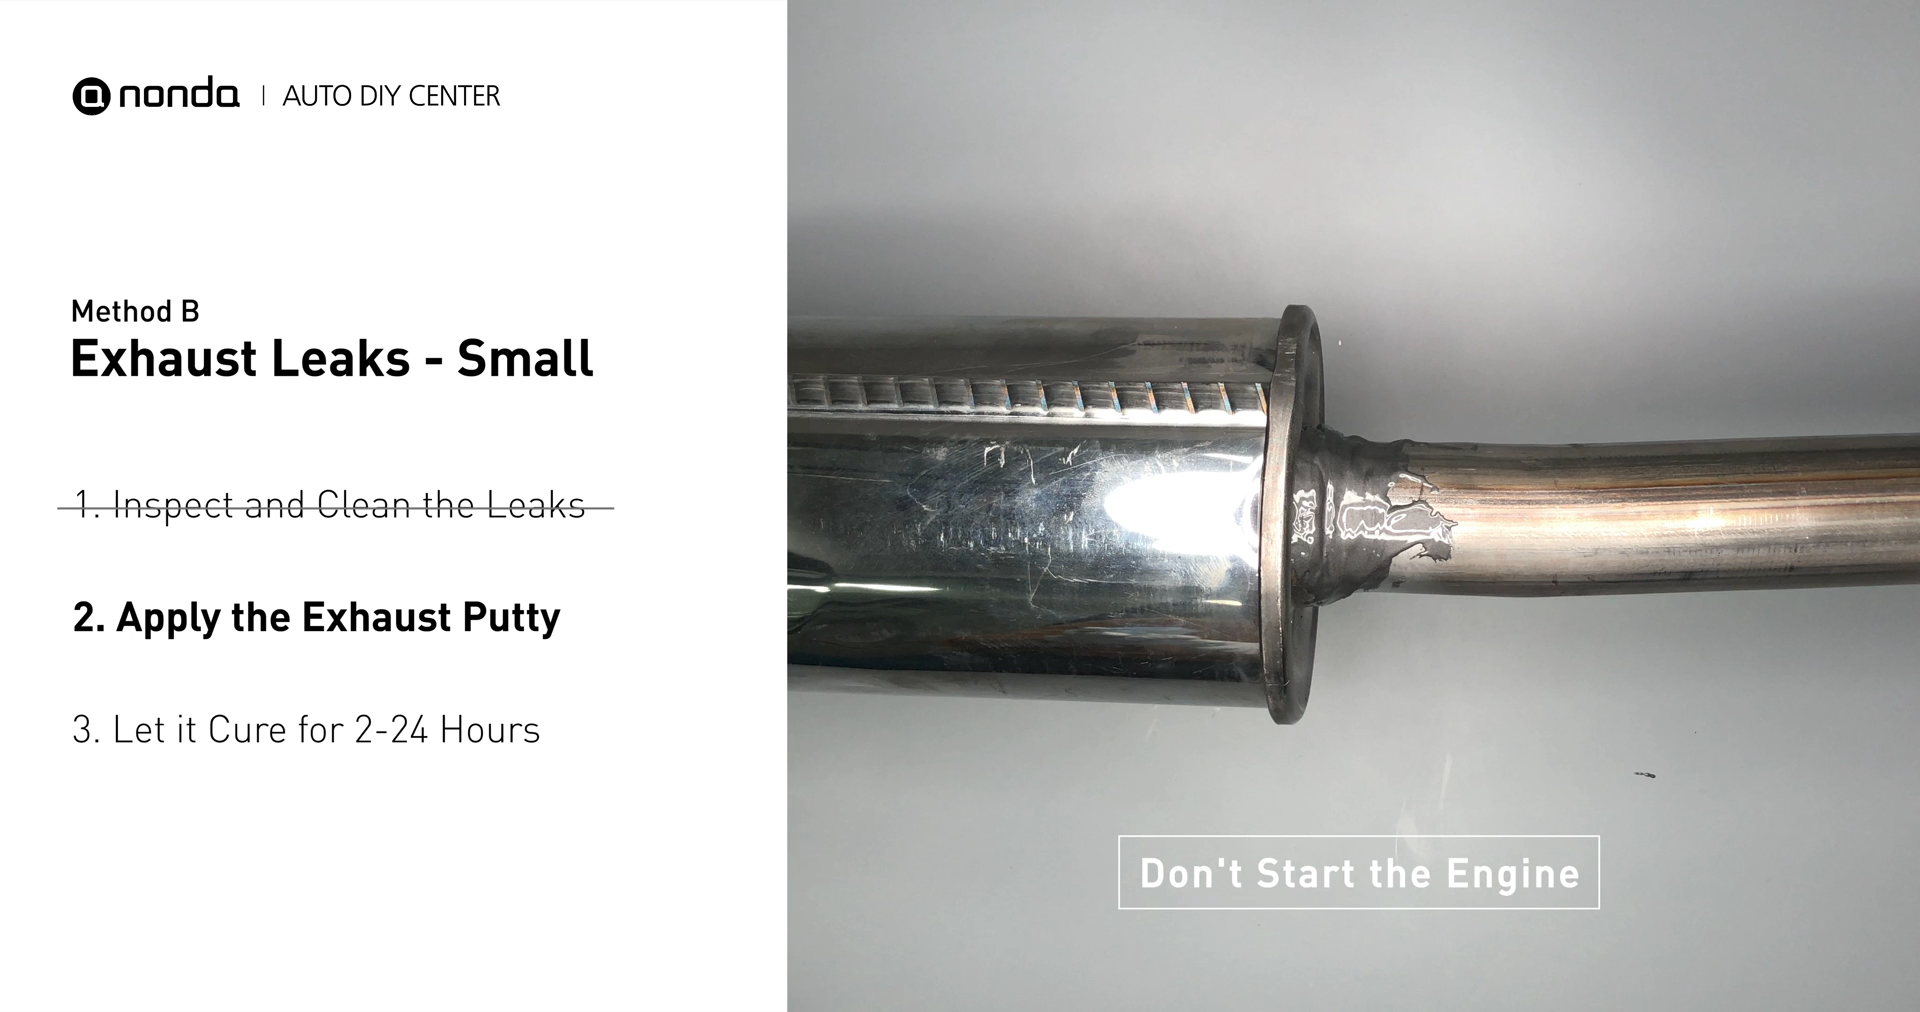 nonda | AUTO DIY CENTER
Method B
Exhaust Leaks - Small
1. Inspect and Clean the Leaks
2. Apply the Exhaust Putty
3. Let it Cure for 2-24 Hours
Don't Start the Engine